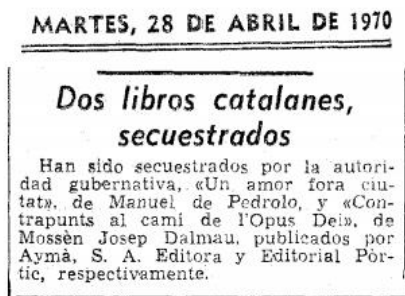 MARTES, 28 DE ABRIL DE 1970
Dos libros catalanes,
secuestrados
Han sido secuestrados por la autori-
dad gubernativa, «Un amor fora ciu-
tat», de Manuel de Pedrolo, y «Con-
trapunts al camí de l'Opus Dei», de
Mossèn Josep Dalmau, publicados por
Aymà, S. A. Editora y Editorial Pòr-
tic, respectivamente.